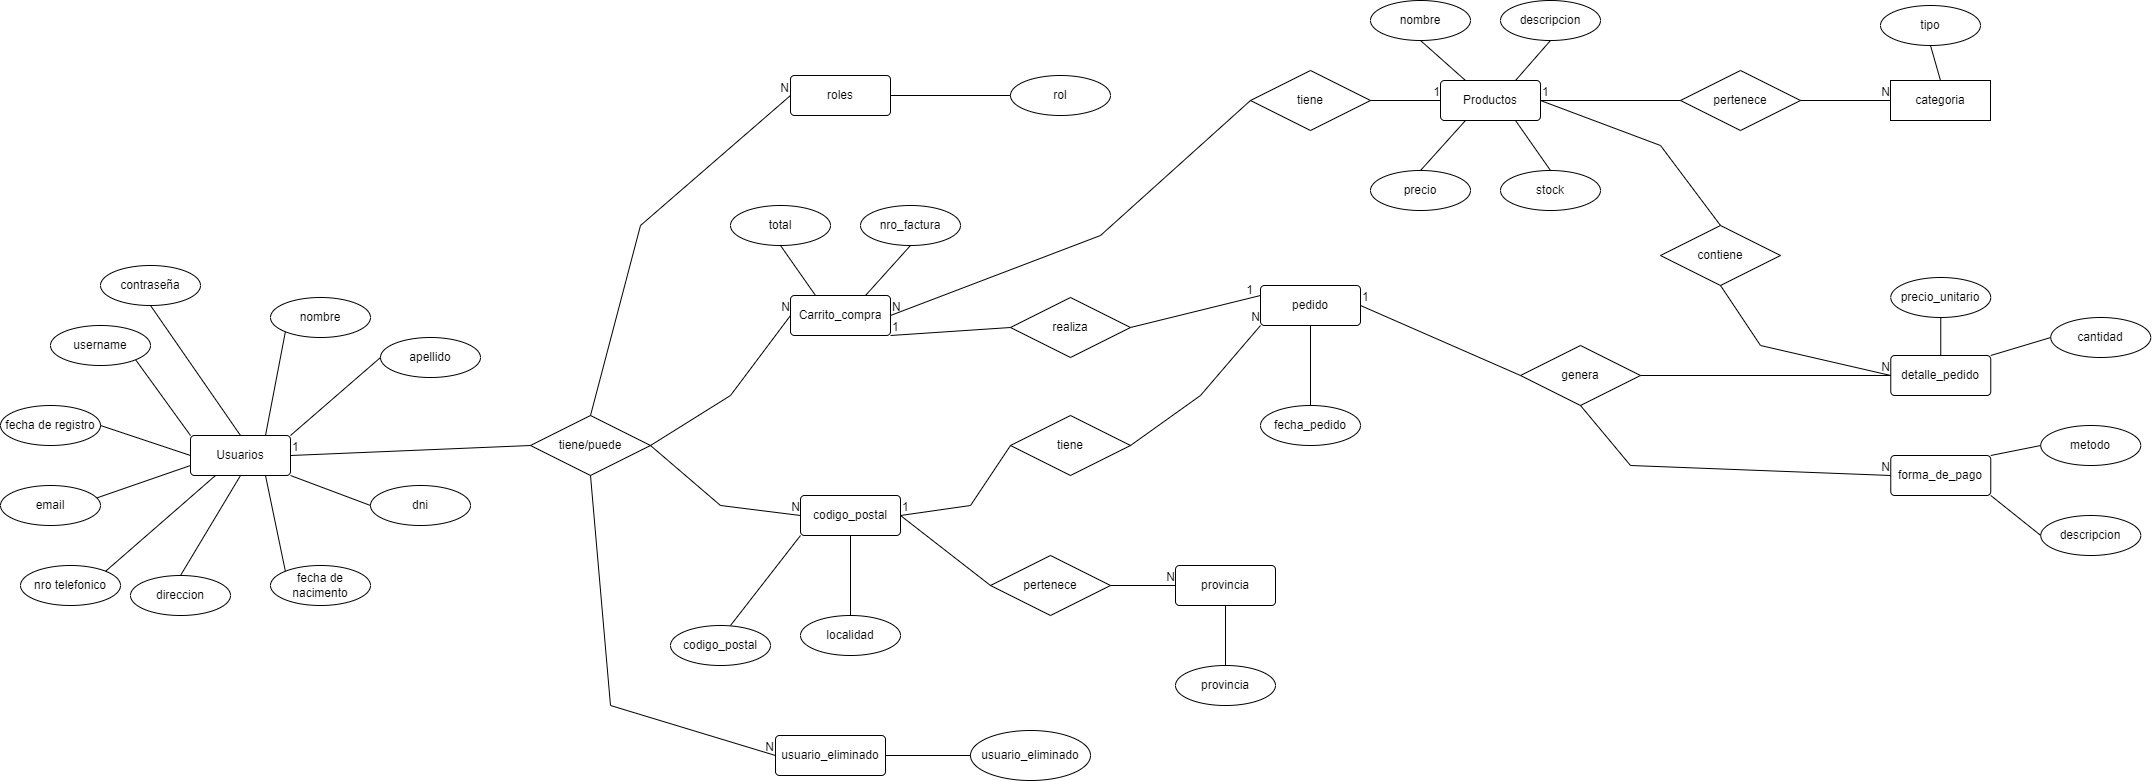 nombre
descripcion
tipo
N
roles
rol
tiene
1
Productos
1
pertenece
N
categoria
precio
stock
total
nro_factura
contiene
contraseña
nombre
username
apellido
N
Carrito_compra
N
1
realiza
1
pedido
1
N
precio_unitario
cantidad
genera
N
detalle_pedido
fecha de registro
Usuarios
1
tiene/puede
tiene
fecha_pedido
metodo
N
forma_de_pago
email
dni
N
codigo_postal
1
descripcion
nro telefonico
direccion
fecha de
nacimento
pertenece
N
provincia
codigo_postal
localidad
provincia
N
usuario_eliminado
usuario_eliminado